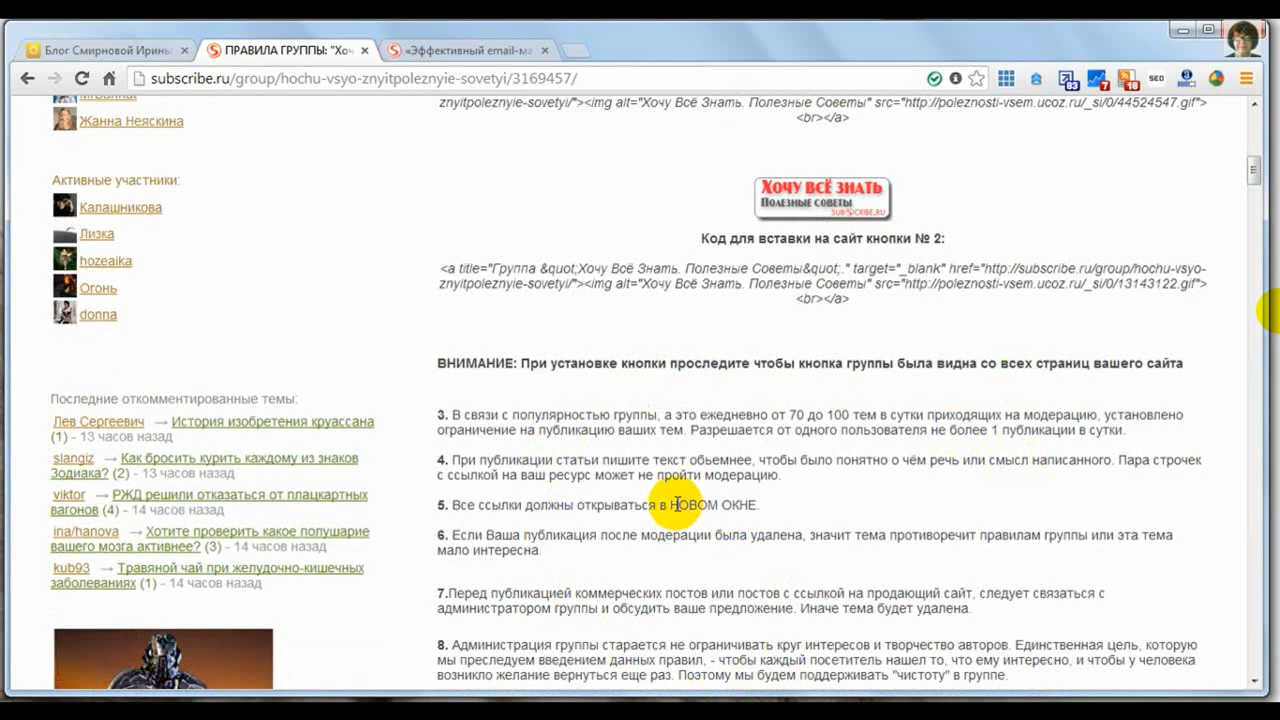 Блог Смирновой Ирины
ПРАВИЛА ГРУППЫ: "Хоч
«Эффективный email-ма
subscribe.ru/group/hochu-vsyo-znyitpoleznyie-sovetyi/3169457/
63
7
18
SEO
Жанна Неяскина
Активные участники:
Калашникова
Лизка
hozeaika
Огонь
donna
Последние откомментированные темы:
Лев Сергеевич → История изобретения круассана
(1) - 13 часов назад
slangiz → Как бросить курить каждому из знаков
Зодиака? (2) - 13 часов назад
viktor → РЖД решили отказаться от плацкартных
вагонов (4) - 14 часов назад
ina/hanova → Хотите проверить какое полушарие
вашего мозга активнее? (3) - 14 часов назад
kub93 → Травяной чай при желудочно-кишечных
заболеваниях (1) - 14 часов назад
znyitpoleznyie-sovetyi/"><img alt="Хочу Всё Знать. Полезные Советы" src="http://poleznosti-vsem.ucoz.ru/_si/0/44524547.gif">
<br></a>
ХОЧУ ВСЁ ЗНАТЬ
ПОЛЕЗНЫЕ СОВЕТЫ
SUBSCRIBE.RU
Код для вставки на сайт кнопки № 2:
<a title="Группа &quot;Хочу Всё Знать. Полезные Советы&quot;." target="_blank" href="http://subscribe.ru/group/hochu-vsyo-
znyitpoleznyie-sovetyi/"><img alt="Хочу Всё Знать. Полезные Советы" src="http://poleznosti-vsem.ucoz.ru/_si/0/13143122.gif">
<br></a>
ВНИМАНИЕ: При установке кнопки проследите чтобы кнопка группы была видна со всех страниц вашего сайта
3. В связи с популярностью группы, а это ежедневно от 70 до 100 тем в сутки приходящих на модерацию, установлено
ограничение на публикацию ваших тем. Разрешается от одного пользователя не более 1 публикации в сутки.
4. При публикации статьи пишите текст обьемнее, чтобы было понятно о чём речь или смысл написанного. Пара строчек
с ссылкой на ваш ресурс может не пройти модерацию.
5. Все ссылки должны открываться в НОВОМ ОКНЕ.
6. Если Ваша публикация после модерации была удалена, значит тема противоречит правилам группы или эта тема
мало интересна.
7.Перед публикацией коммерческих постов или постов с ссылкой на продающий сайт, следует связаться с
администратором группы и обсудить ваше предложение. Иначе тема будет удалена.
8. Администрация группы старается не ограничивать круг интересов и творчество авторов. Единственная цель, которую
мы преследуем введением данных правил, - чтобы каждый посетитель нашел то, что ему интересно, и чтобы у человека
возникло желание вернуться еще раз. Поэтому мы будем поддерживать "чистоту" в группе.